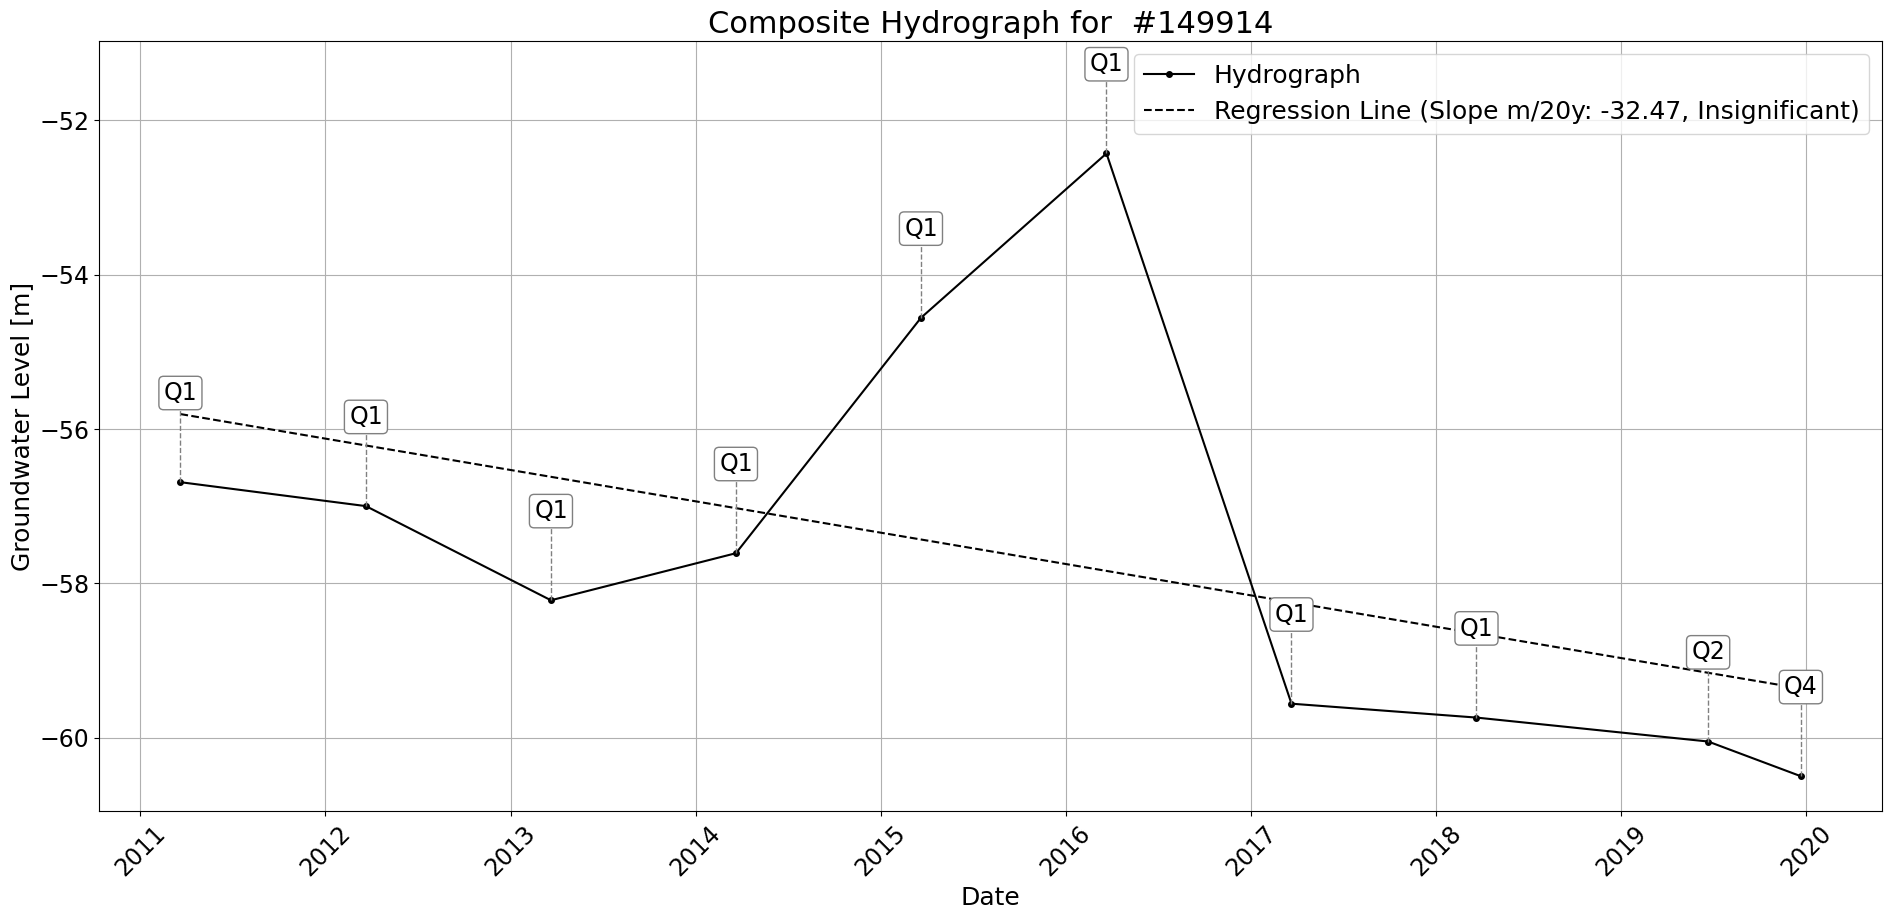 Composite Hydrograph for  #149914
Hydrograph
Regression Line (Slope m/20y: -32.47, Insignificant)
Groundwater Level [m]
−52
−54
−56
−58
−60
Q1
Q1
Q1
Q1
Q1
Q1
Q1
Q1
Q2
Q4
2011
2012
2013
2014
2015
2016
2017
2018
2019
2020
Date